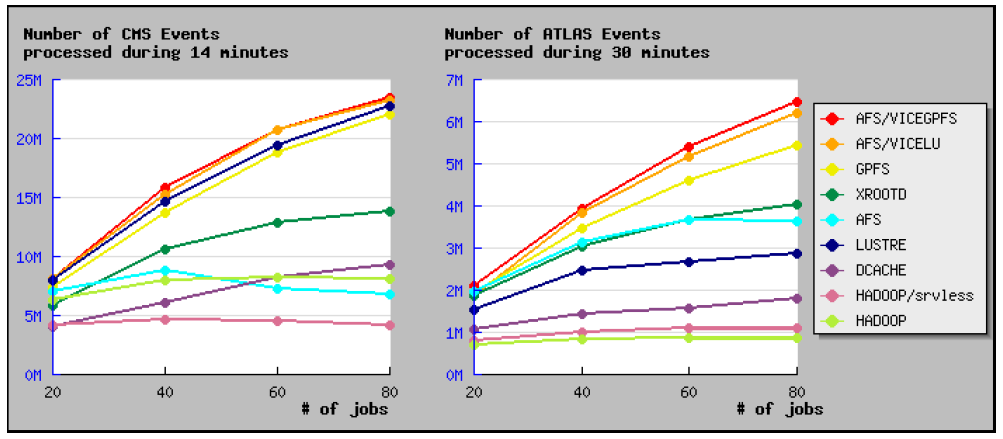 Number of CMS Events
processed during 14 minutes
25M
20M
15M
10M
5M
0M
20 40 60 80
# of jobs
Number of ATLAS Events
processed during 30 minutes
7M
6M
5M
4M
3M
2M
1M
0M
20 40 60 80
# of jobs
AFS/VICEGPFS
AFS/VICELU
GPFS
XROOTD
AFS
LUSTRE
DCACHE
HADOOP/srvless
HADOOP